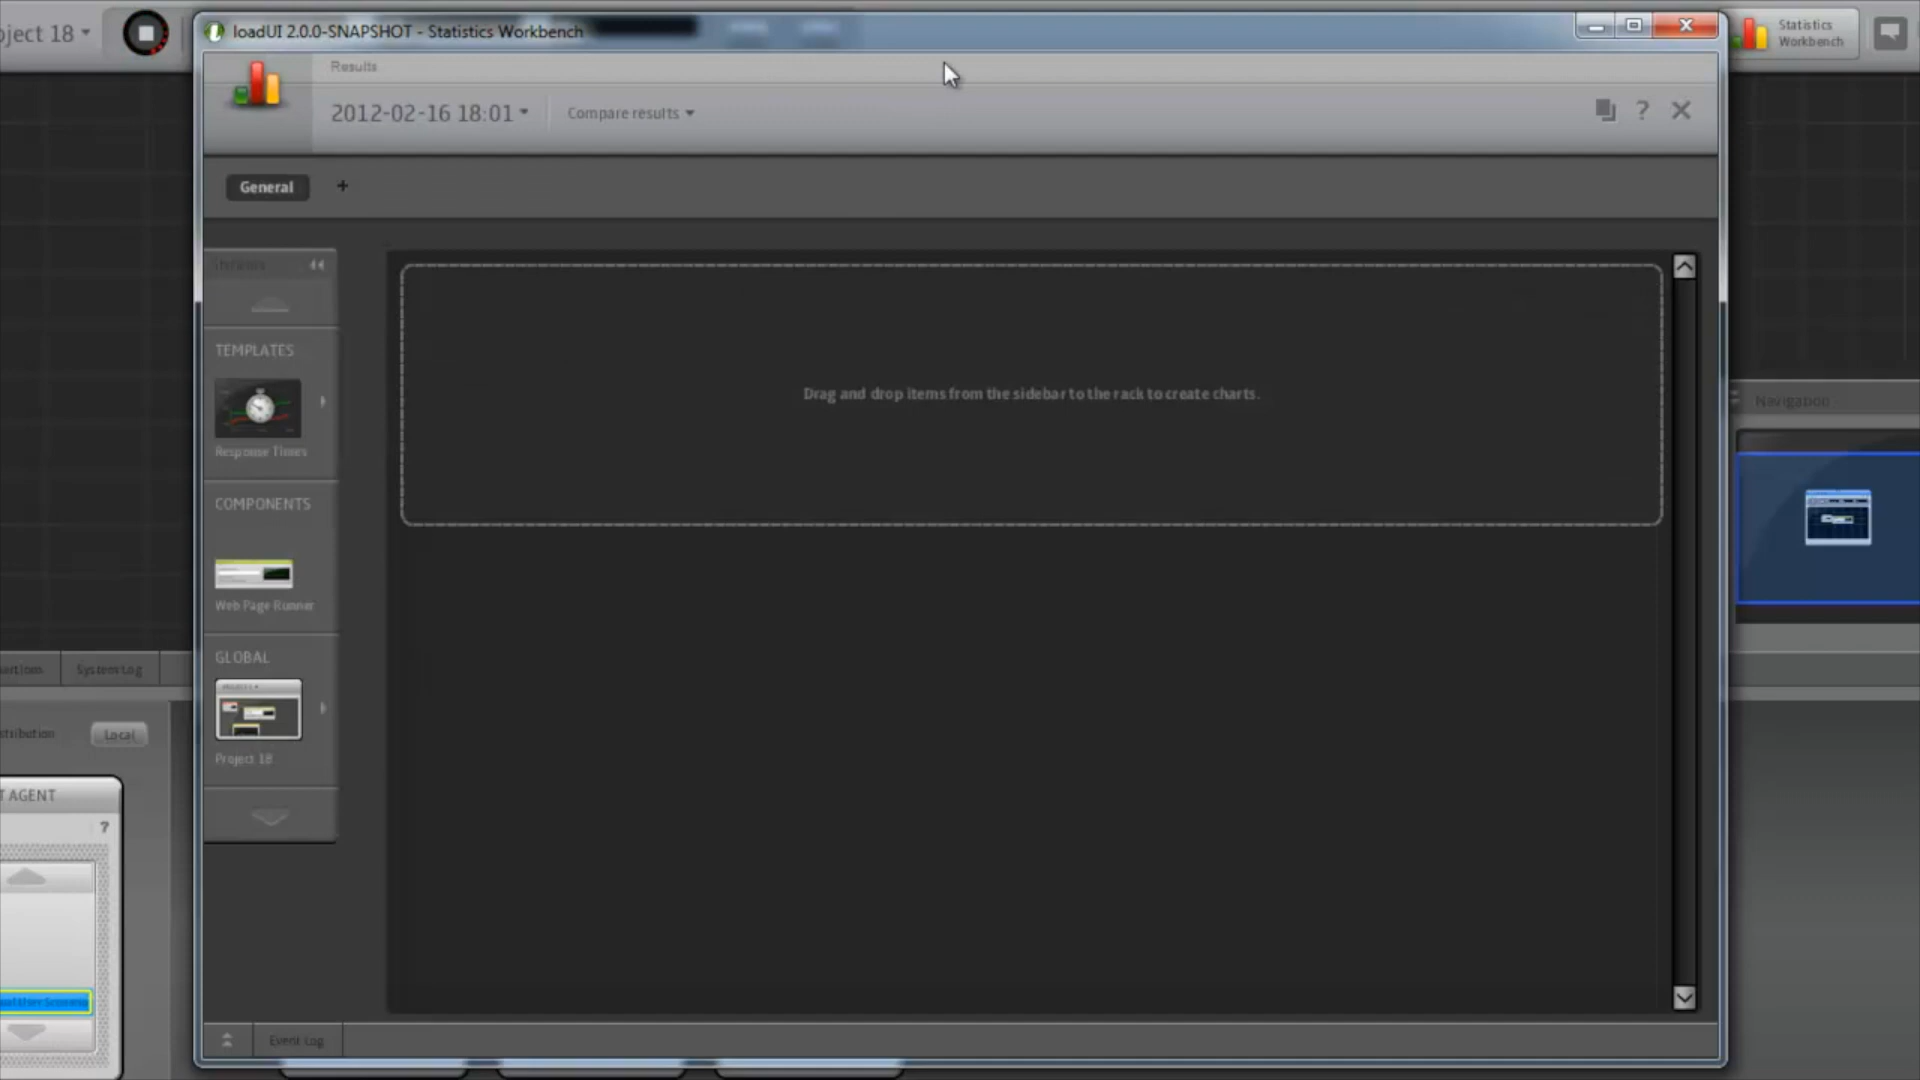 oject 18
loadUI 2.0.0-SNAPSHOT - Statistics Workbench
Statistics
Workbench
Results
2012-02-16 18:01
Compare results
?
General
+
TEMPLATES
Response Times
Drag and drop items from the sidebar to the rack to create charts.
COMPONENTS
Web Page Runner
GLOBAL
Project 18
Navigation
System Log
Local
T AGENT
?
Event Log